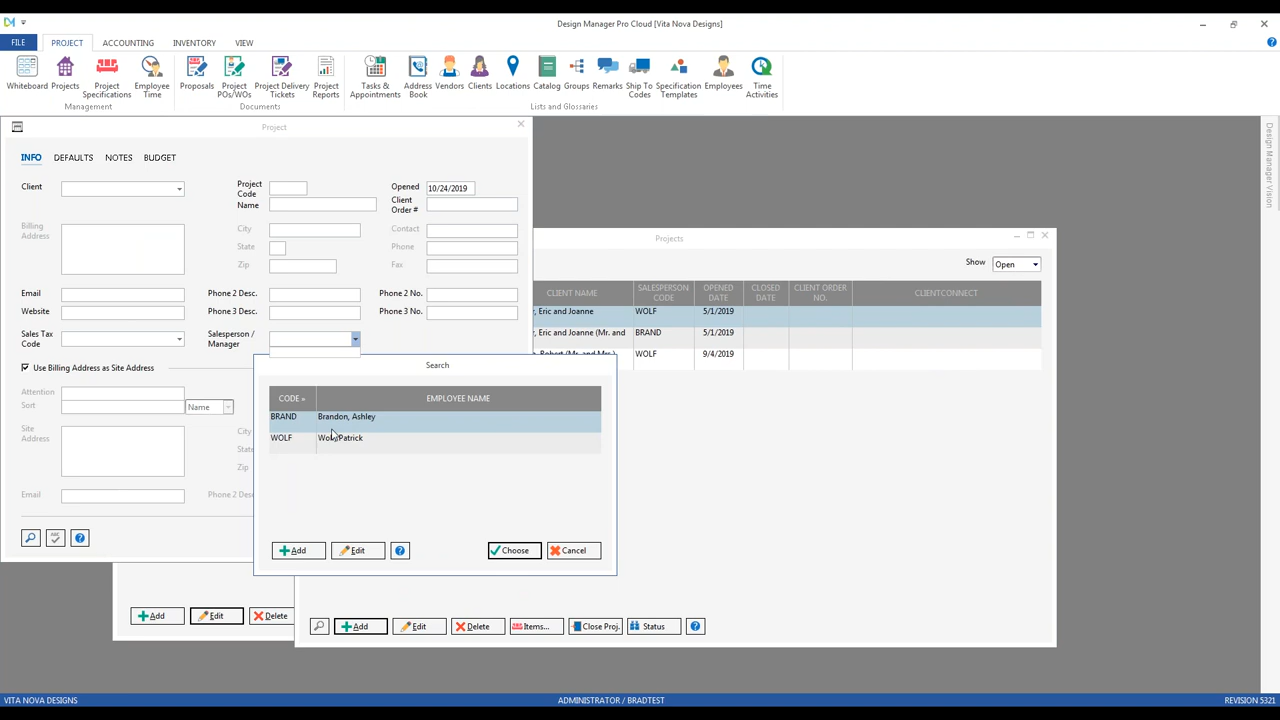 Design Manager Pro Cloud [Vita Nova Designs]
FILE PROJECT ACCOUNTING INVENTORY VIEW
Whiteboard Projects Project Specifications Employee Time Proposals Project POs/WOs Project Delivery Tickets Project Reports Tasks & Appointments Address Book Vendors Clients Locations Catalog Groups Remarks Ship To Codes Specification Templates Employees Time Activities
Management Documents Lists and Glossaries
Design Manager Vision
Project
INFO DEFAULTS NOTES BUDGET
Client Project Code Opened 10/24/2019
Name Client Order #
Billing Address City Contact
State Phone
Zip Fax
Email Phone 2 Desc. Phone 2 No.
Website Phone 3 Desc. Phone 3 No.
Sales Tax Code Salesperson / Manager
Use Billing Address as Site Address
Attention
Sort Name
Site Address City
State
Zip
Email Phone 2 Desc
ABC
Add Edit Delete
Projects
Show Open
CLIENT NAME SALESPERSON CODE OPENED DATE CLOSED DATE CLIENT ORDER NO. CLIENTCONNECT
, Eric and Joanne WOLF 5/1/2019
, Eric and Joanne (Mr. and BRAND 5/1/2019
WOLF 9/4/2019
Search
CODE EMPLOYEE NAME
BRAND Brandon, Ashley
WOLF Patrick
Add Edit Choose Cancel
Add Edit Delete Items... Close Proj. Status
VITA NOVA DESIGNS ADMINISTRATOR / BRADTEST REVISION 5321